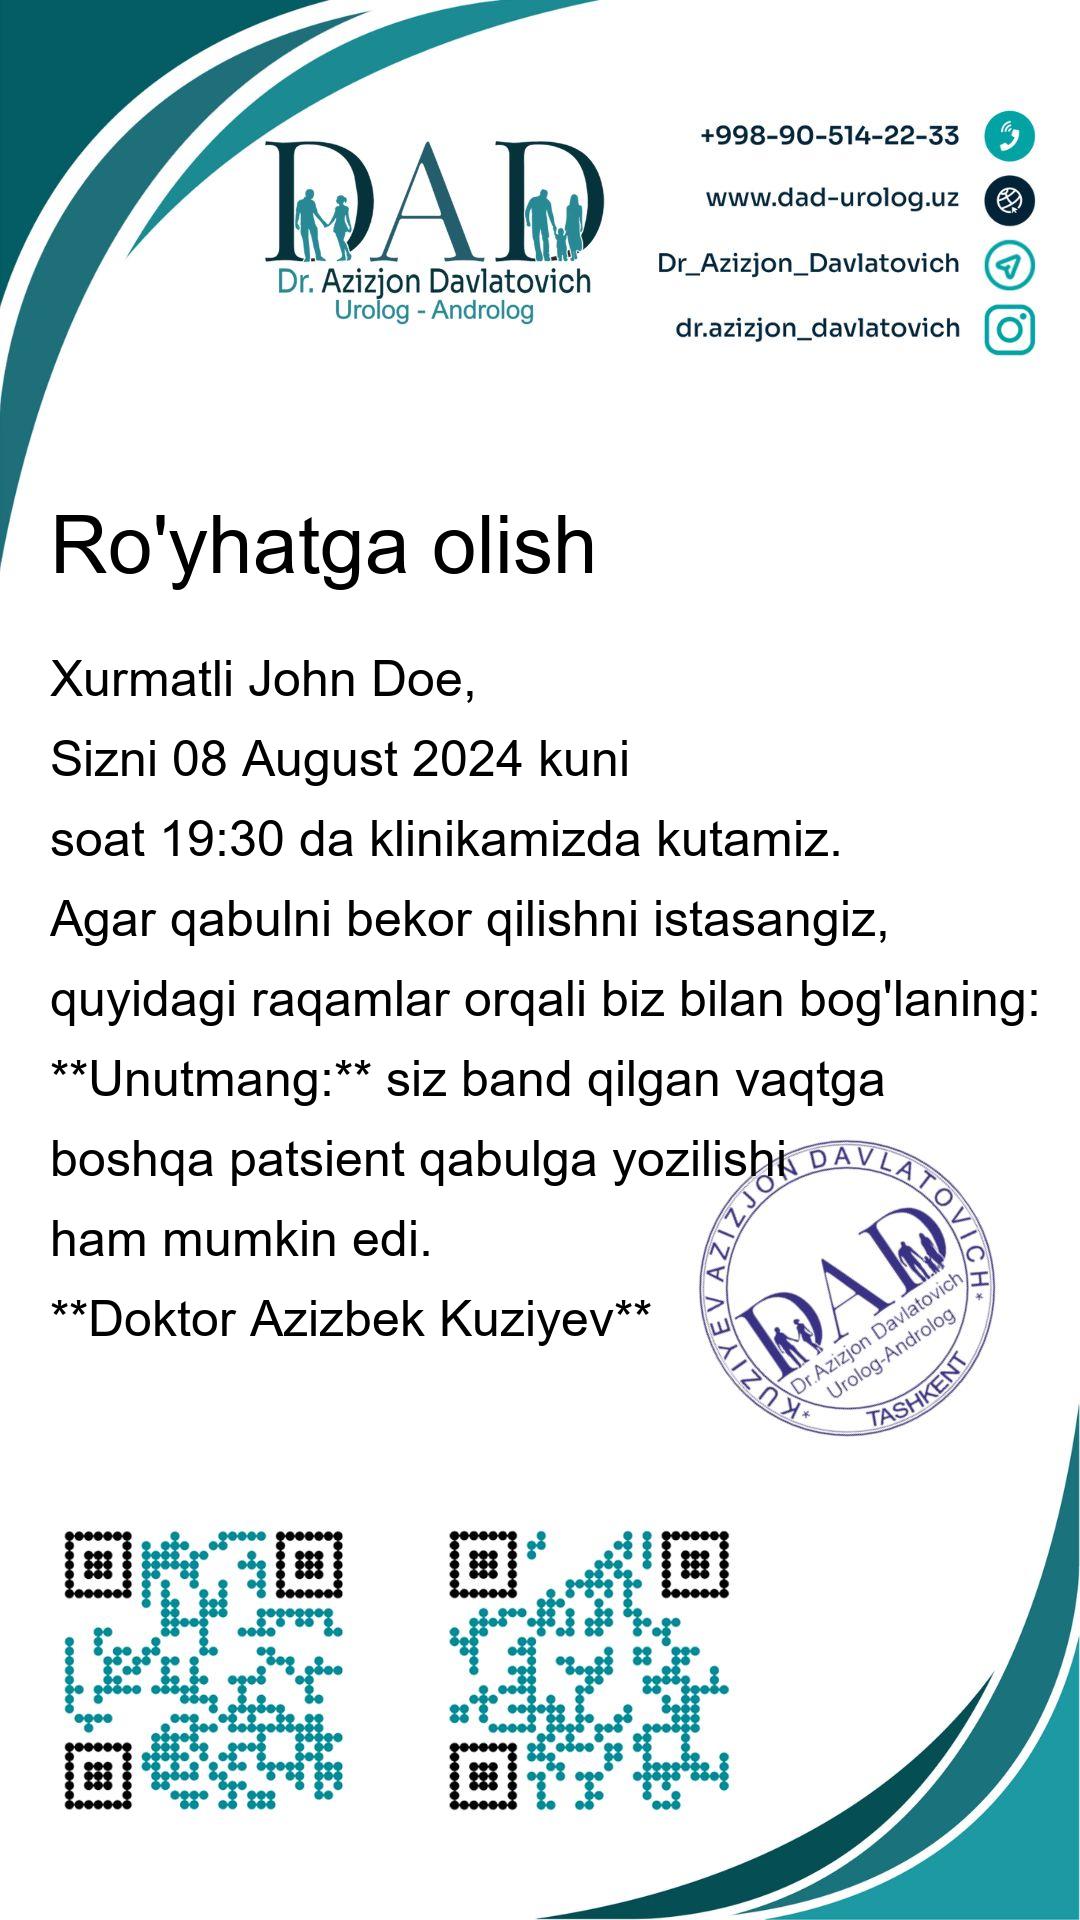 DAD
Dr. Azizjon Davlatovich
Urolog - Androlog
+998-90-514-22-33
www.dad-urolog.uz
Dr_Azizjon_Davlatovich
dr.azizjon_davlatovich
Ro'yhatga olish
Xurmatli John Doe,
Sizni 08 August 2024 kuni
soat 19:30 da klinikamizda kutamiz.
Agar qabulni bekor qilishni istasangiz,
quyidagi raqamlar orqali biz bilan bog'laning:
**Unutmang:** siz band qilgan vaqtga
boshqa patsient qabulga yozilishi
ham mumkin edi.
**Doktor Azizbek Kuziyev**
*KUZIYEV AZIZJON DAVLATOVICH*
DAD
Dr.Azizjon Davlatovich
Urolog-Androlog
TASHKENT